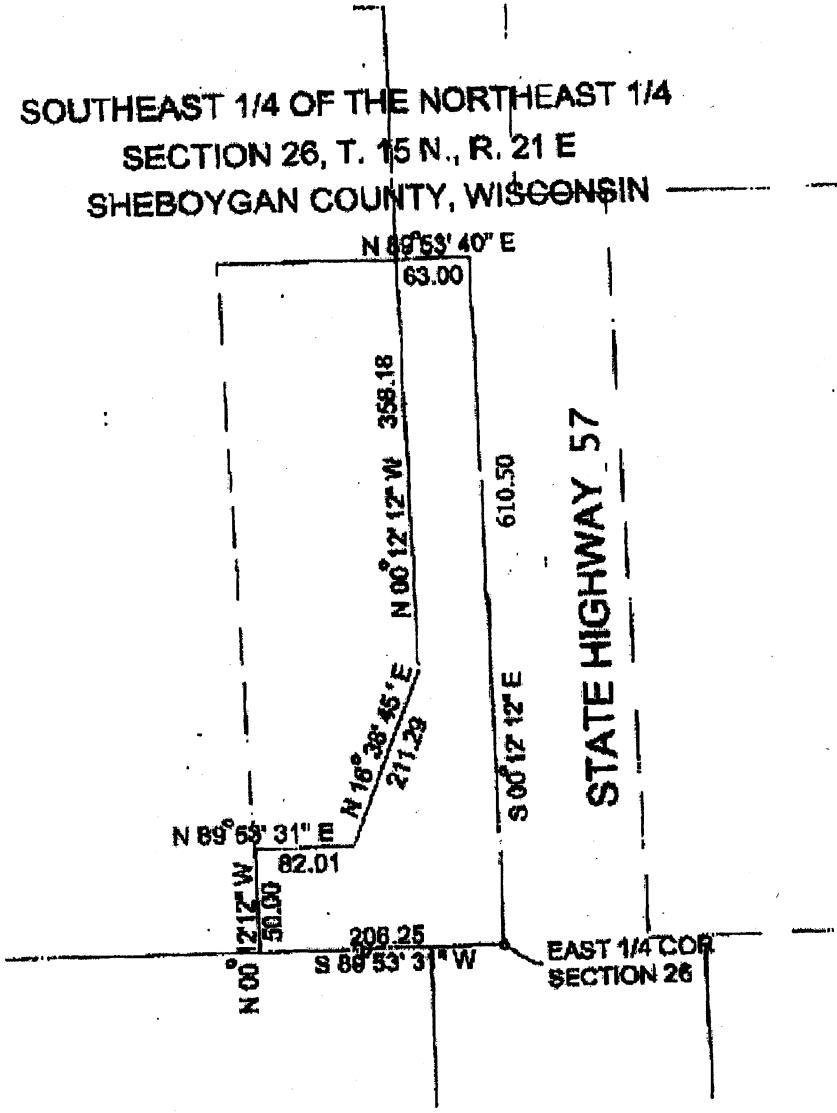 SOUTHEAST 1/4 OF THE NORTHEAST 1/4
SECTION 26, T. 15 N., R. 21 E
SHEBOYGAN COUNTY, WISCONSIN
N 89° 53' 40" E
63.00
358.18
N 00° 12' 12" W
610.50
S 00° 12' 12" E
STATE HIGHWAY 57
N 16° 38' 45" E
211.29
N 89° 53' 31" E
82.01
N 00° 12' 12" W
50.00
206.25
S 89° 53' 31" W
EAST 1/4 COR
SECTION 26